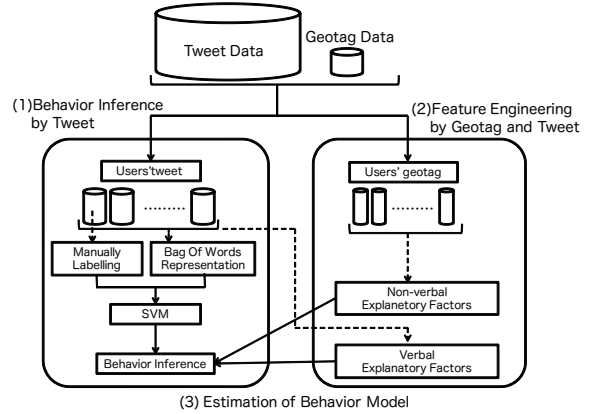 Tweet Data
Geotag Data
(1)Behavior Inference
by Tweet
(2)Feature Engineering
by Geotag and Tweet
Users'tweet
Users' geotag
Manually
Labelling
Bag Of Words
Representation
SVM
Behavior Inference
Non-verbal
Explanetory Factors
Verbal
Explanetory Factors
(3) Estimation of Behavior Model